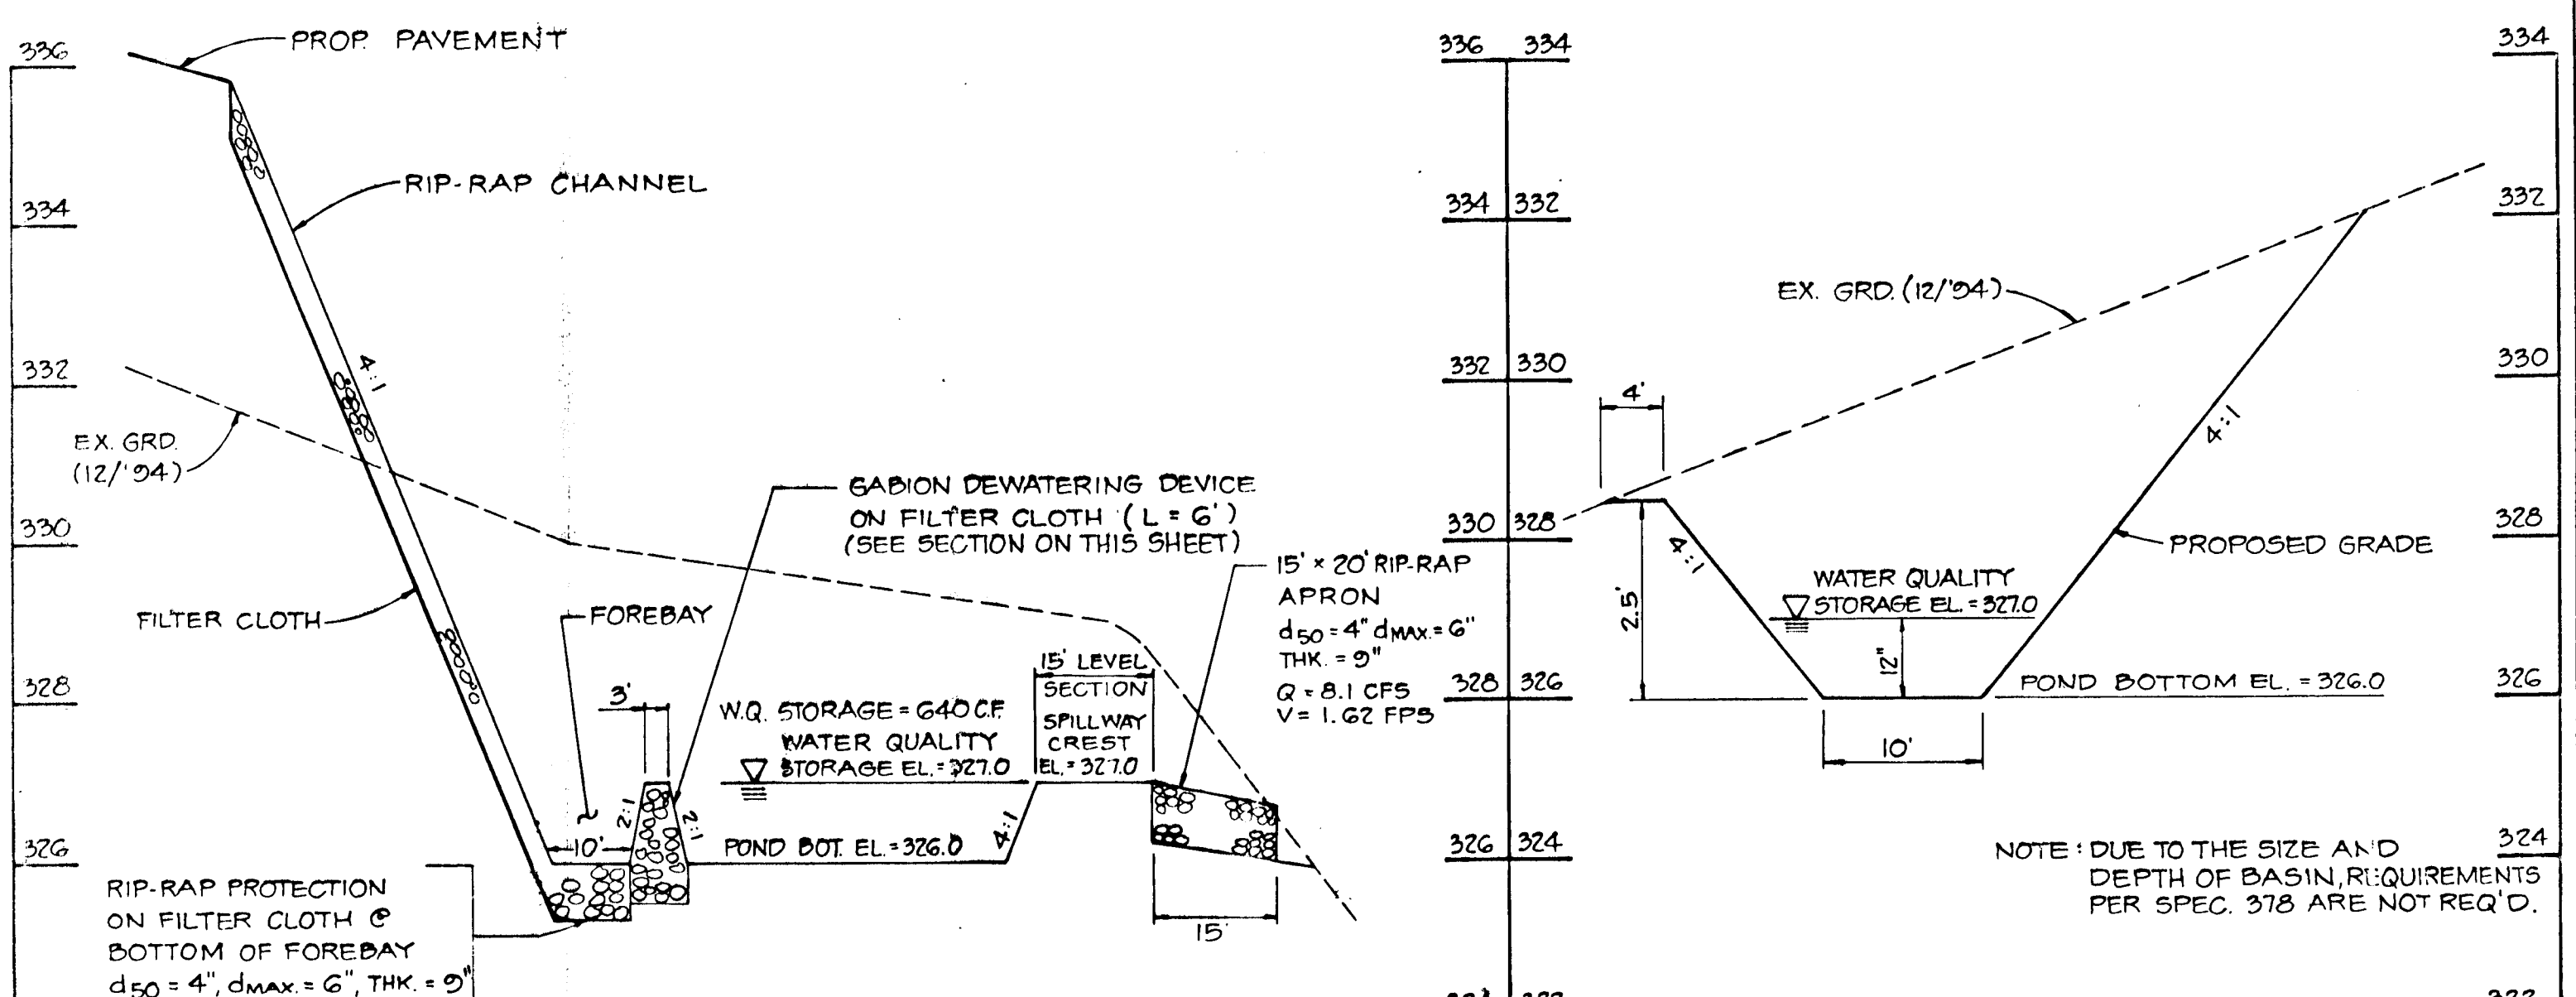 336
PROP. PAVEMENT
RIP-RAP CHANNEL
334
4:1
332
EX. GRD.
(12/'94)
330
FILTER CLOTH
328
326
GABION DEWATERING DEVICE
ON FILTER CLOTH (L = 6')
(SEE SECTION ON THIS SHEET)
FOREBAY
3'
2:1
2:1
10'
W.Q. STORAGE = 640 C.F.
WATER QUALITY
STORAGE EL. = 327.0
POND BOT. EL. = 326.0
4:1
15' LEVEL
SECTION
SPILLWAY
CREST
EL. = 327.0
15' × 20' RIP-RAP
APRON
d50 = 4" dMAX. = 6"
THK. = 9"
Q = 8.1 CFS
V = 1.62 FPS
15'
RIP-RAP PROTECTION
ON FILTER CLOTH @
BOTTOM OF FOREBAY
d50 = 4", dMAX. = 6", THK. = 9"
336 334
334 332
332 330
330 328
328 326
326 324
334
332
330
328
326
324
EX. GRD. (12/'94)
4'
4:1
2.5'
4:1
PROPOSED GRADE
WATER QUALITY
STORAGE EL. = 327.0
12"
POND BOTTOM EL. = 326.0
10'
NOTE: DUE TO THE SIZE AND
DEPTH OF BASIN, REQUIREMENTS
PER SPEC. 378 ARE NOT REQ'D.